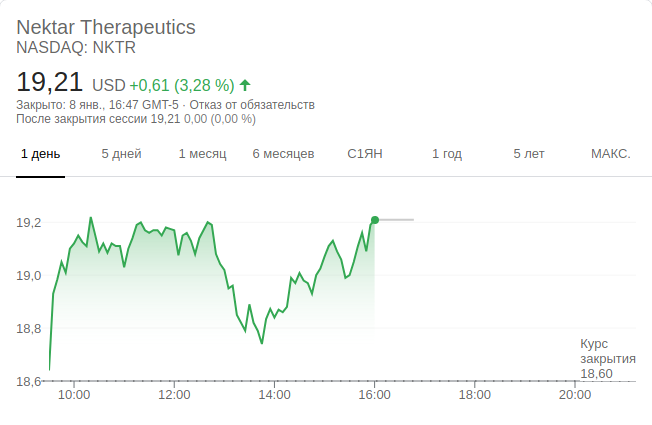 Nektar Therapeutics
NASDAQ: NKTR
19,21 USD +0,61 (3,28 %)
Закрыто: 8 янв., 16:47 GMT-5 · Отказ от обязательств
После закрытия сессии 19,21 0,00 (0,00 %)
1 день 5 дней 1 месяц 6 месяцев С1ЯН 1 год 5 лет МАКС.
19,2
19,0
18,8
Курс
закрытия
18,60
18,6
10:00 12:00 14:00 16:00 18:00 20:00